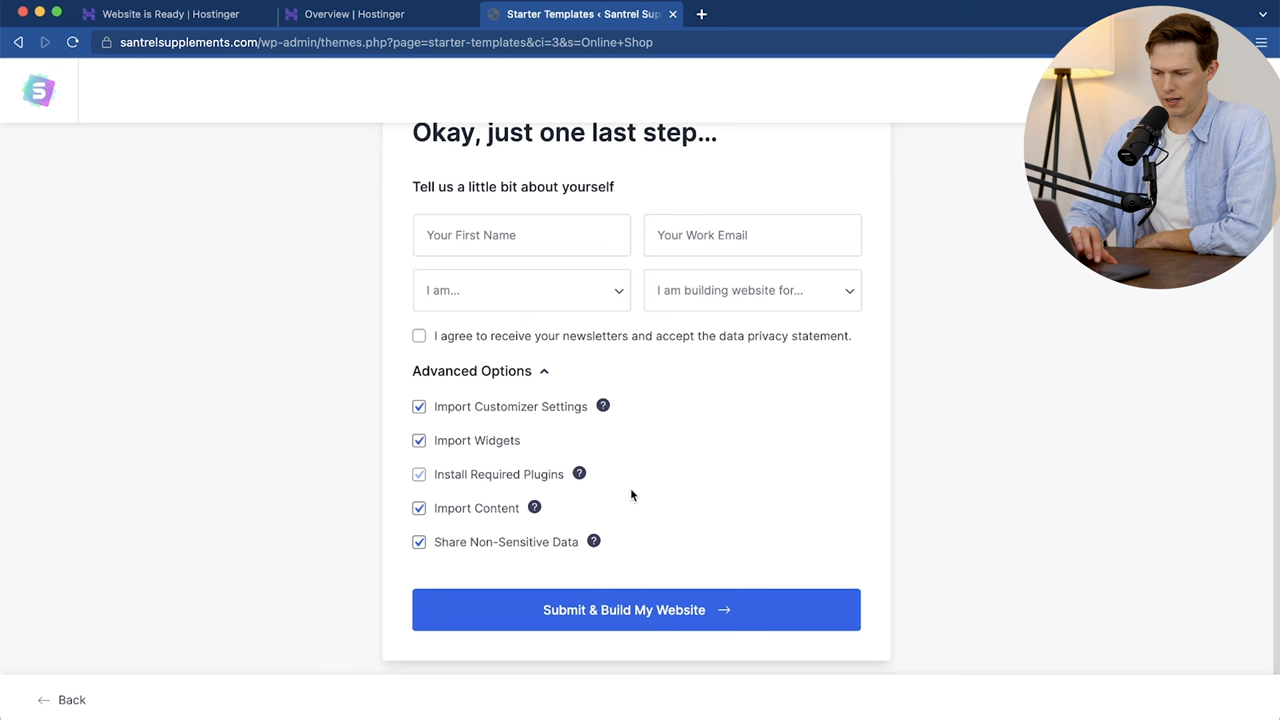 Website is Ready | Hostinger
Overview | Hostinger
Starter Templates ‹ Santrel Sup
santrelsupplements.com/wp-admin/themes.php?page=starter-templates&ci=3&s=Online+Shop
S
Okay, just one last step...
Tell us a little bit about yourself
Your First Name
Your Work Email
I am...
I am building website for...
I agree to receive your newsletters and accept the data privacy statement.
Advanced Options
Import Customizer Settings ?
Import Widgets
Install Required Plugins ?
Import Content ?
Share Non-Sensitive Data ?
Submit & Build My Website →
← Back